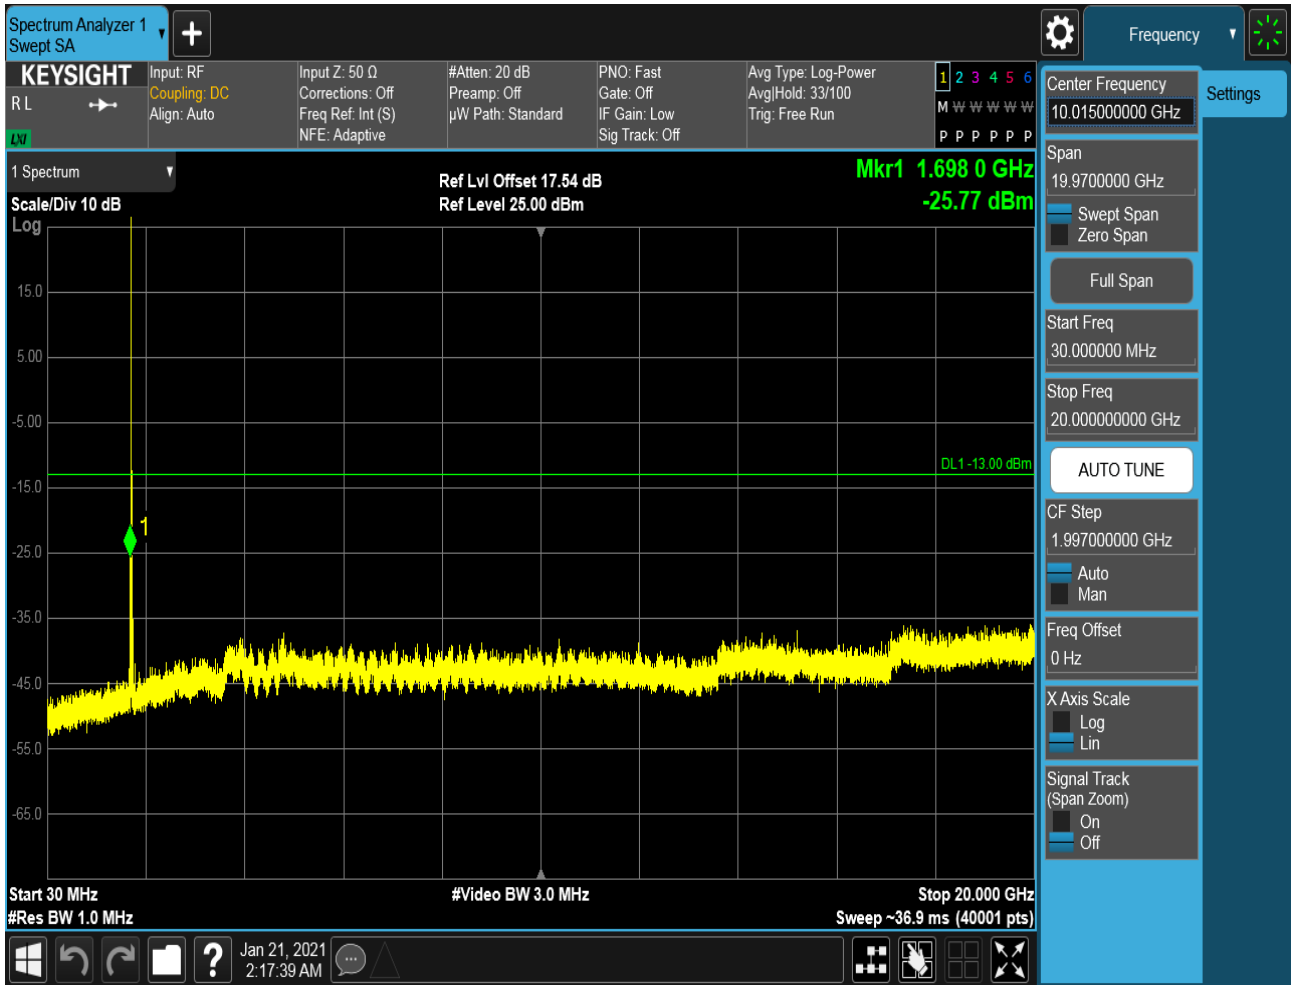 Spectrum Analyzer 1
Swept SA
Frequency
KEYSIGHT
R L
LXI
Input: RF
Coupling: DC
Align: Auto
Input Z: 50 Ω
Corrections: Off
Freq Ref: Int (S)
NFE: Adaptive
#Atten: 20 dB
Preamp: Off
µW Path: Standard
PNO: Fast
Gate: Off
IF Gain: Low
Sig Track: Off
Avg Type: Log-Power
Avg|Hold: 33/100
Trig: Free Run
1 2 3 4 5 6
M W W W W W
P P P P P P
1 Spectrum
Scale/Div 10 dB
Log
Ref Lvl Offset 17.54 dB
Ref Level 25.00 dBm
Mkr1 1.698 0 GHz
-25.77 dBm
15.0
5.00
-5.00
-15.0
-25.0
-35.0
-45.0
-55.0
-65.0
DL1 -13.00 dBm
1
Start 30 MHz
#Res BW 1.0 MHz
#Video BW 3.0 MHz
Stop 20.000 GHz
Sweep ~36.9 ms (40001 pts)
Jan 21, 2021
2:17:39 AM
Center Frequency
10.015000000 GHz
Settings
Span
19.9700000 GHz
Swept Span
Zero Span
Full Span
Start Freq
30.000000 MHz
Stop Freq
20.000000000 GHz
AUTO TUNE
CF Step
1.997000000 GHz
Auto
Man
Freq Offset
0 Hz
X Axis Scale
Log
Lin
Signal Track
(Span Zoom)
On
Off